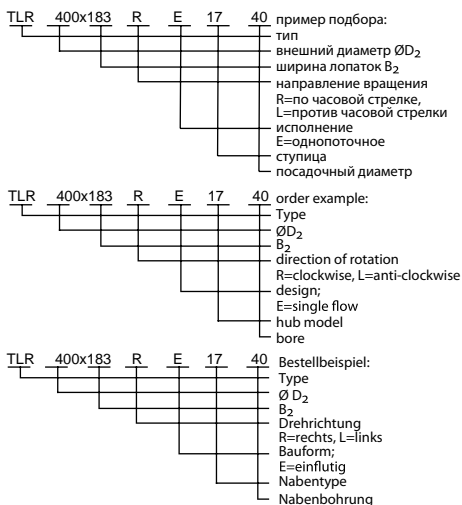 TLR 400x183 R E 17 40 пример подбора:
тип
внешний диаметр ØD2
ширина лопаток B2
направление вращения
R=по часовой стрелке,
L=против часовой стрелки
исполнение
E=однопоточное
ступица
посадочный диаметр
TLR 400x183 R E 17 40 order example:
Type
ØD2
B2
direction of rotation
R=clockwise, L=anti-clockwise
design;
E=single flow
hub model
bore
TLR 400x183 R E 17 40 Bestellbeispiel:
Type
Ø D2
B2
Drehrichtung
R=rechts, L=links
Bauform;
E=einflutig
Nabentype
Nabenbohrung